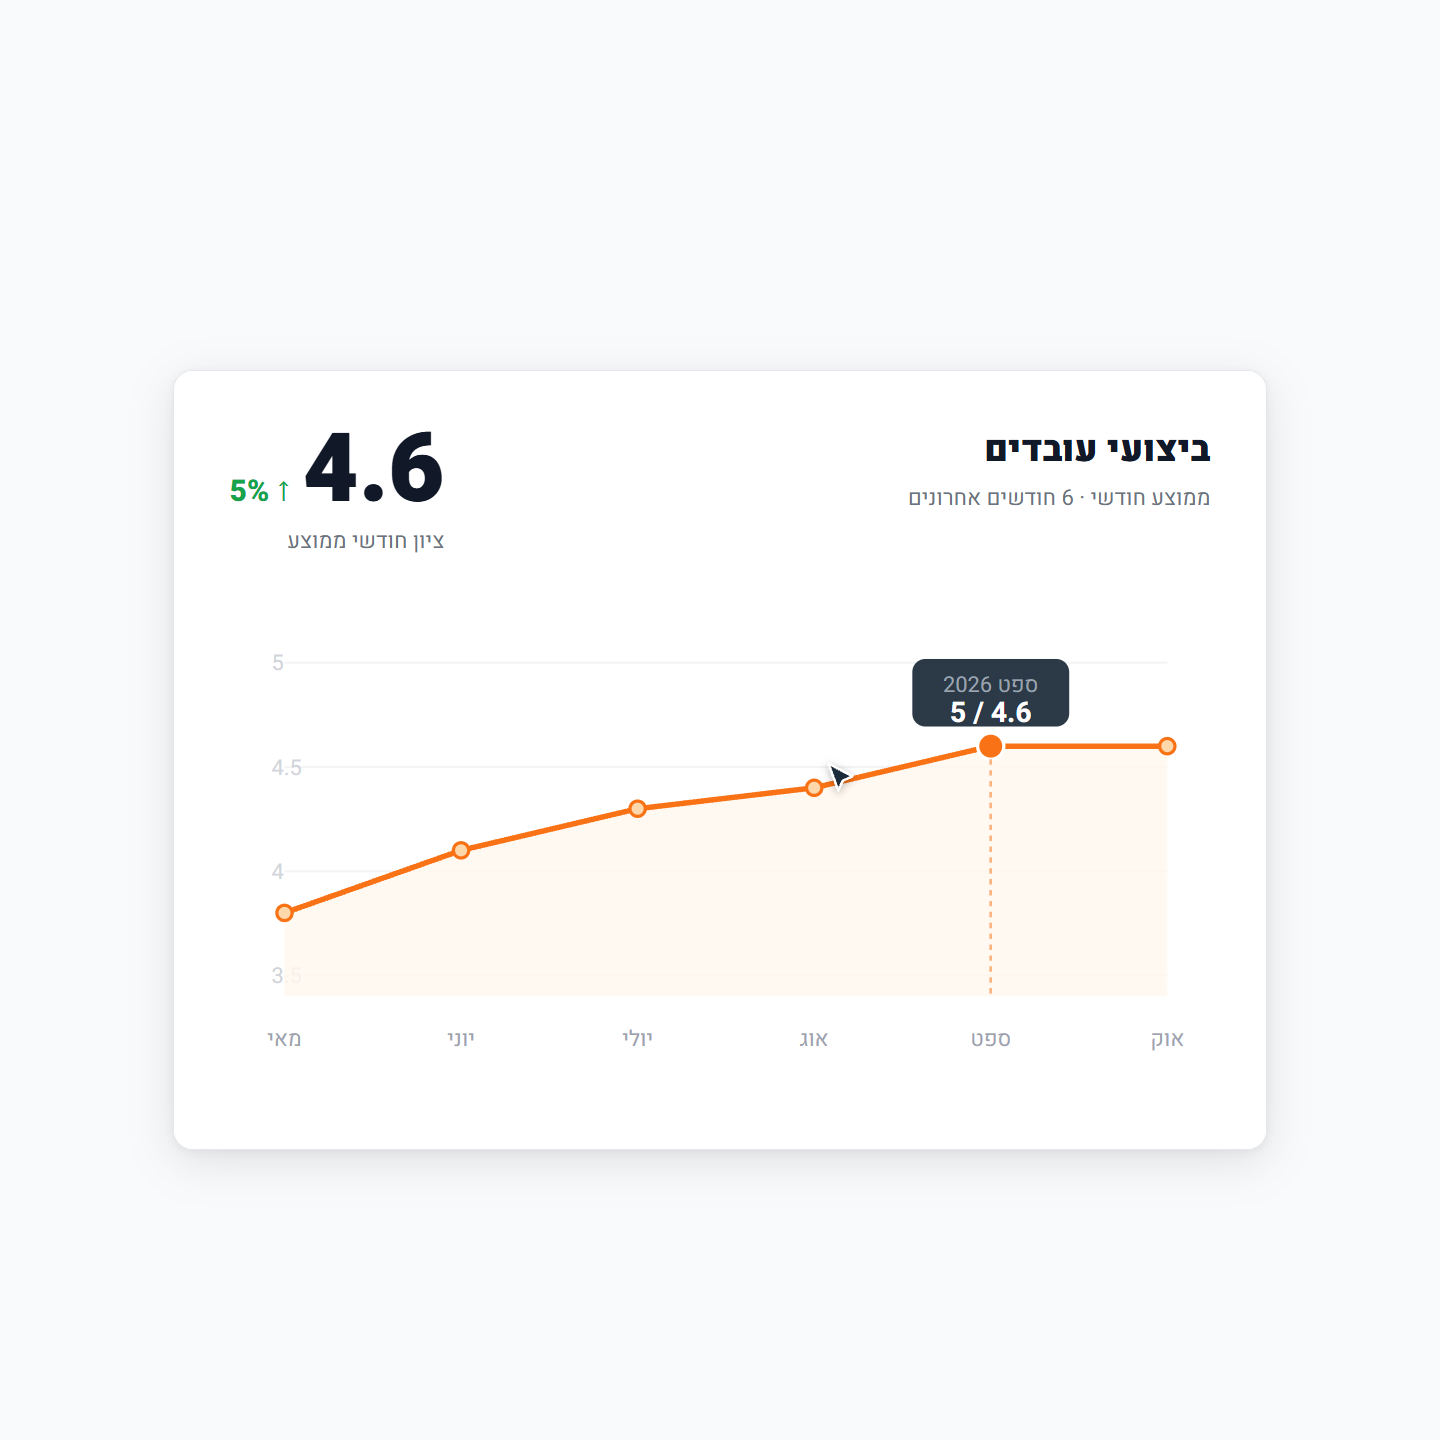 ביצועי עובדים
ממוצע חודשי · 6 חודשים אחרונים
4.6
↑ 5%
ציון חודשי ממוצע
5
4.5
4
3.5
ספט 2026
4.6 / 5
מאי
יוני
יולי
אוג
ספט
אוק